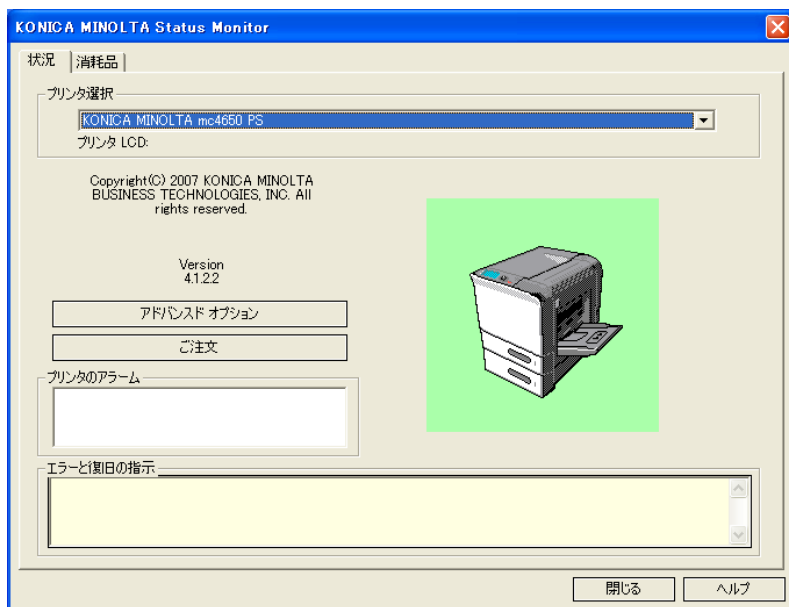 KONICA MINOLTA Status Monitor
状況
消耗品
プリンタ選択
KONICA MINOLTA mc4650 PS
プリンタ LCD:
Copyright(C) 2007 KONICA MINOLTA
BUSINESS TECHNOLOGIES, INC. All
rights reserved.
Version
4.1.2.2
アドバンスド オプション
ご注文
プリンタのアラーム
エラーと復旧の指示
閉じる
ヘルプ